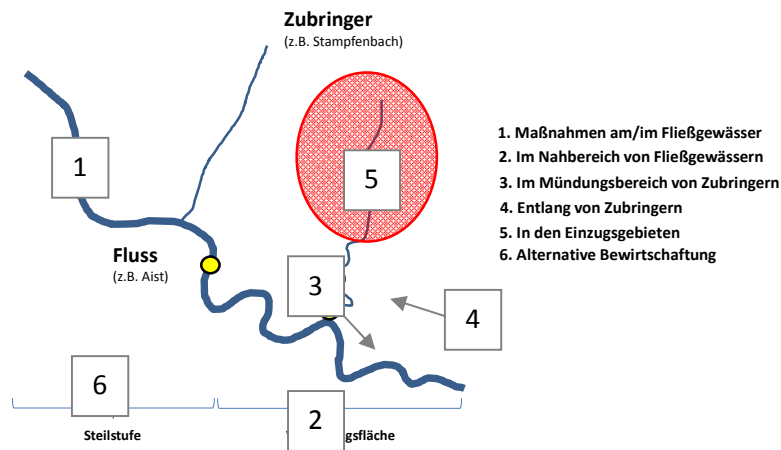 Zubringer
(z.B. Stampfenbach)
1
5
1. Maßnahmen am/im Fließgewässer
2. Im Nahbereich von Fließgewässern
3. Im Mündungsbereich von Zubringern
4. Entlang von Zubringern
5. In den Einzugsgebieten
6. Alternative Bewirtschaftung
Fluss
(z.B. Aist)
3
4
6
2
Steilstufe